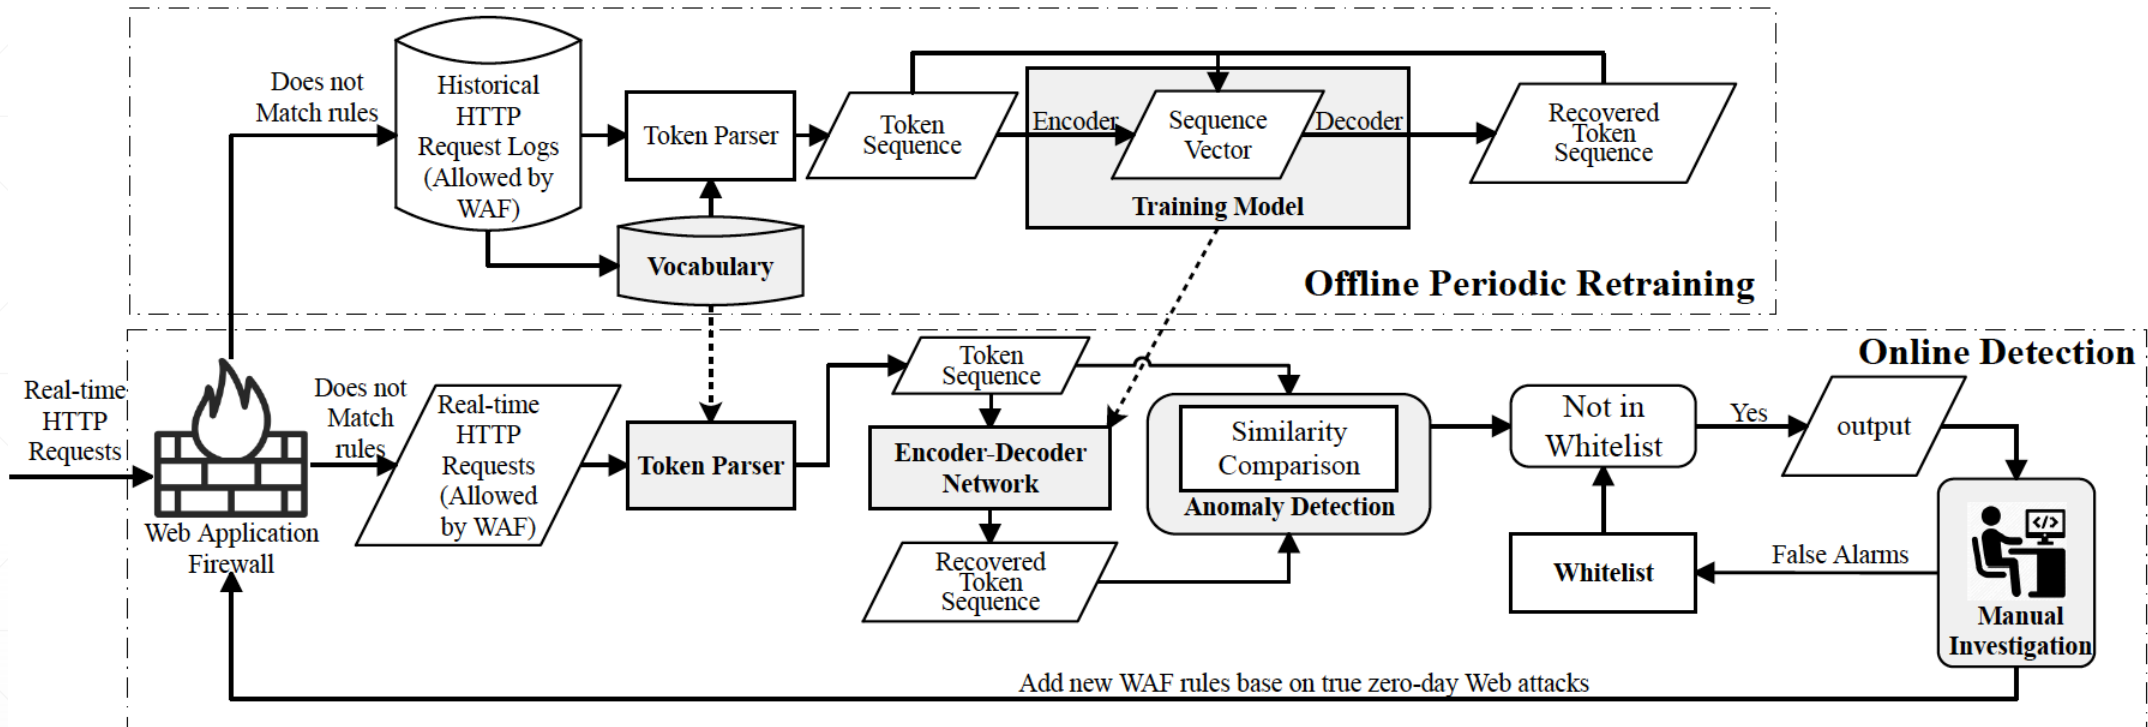 Does not
Match rules
Historical
HTTP
Request Logs
(Allowed by
WAF)
Token Parser
Token
Sequence
Encoder
Sequence
Vector
Decoder
Recovered
Token
Sequence
Training Model
Vocabulary
Offline Periodic Retraining
Online Detection
Real-time
HTTP
Requests
Web Application
Firewall
Does not
Match
rules
Real-time
HTTP
Requests
(Allowed
by WAF)
Token Parser
Token
Sequence
Encoder-Decoder
Network
Recovered
Token
Sequence
Similarity
Comparison
Anomaly Detection
Not in
Whitelist
Yes
output
Whitelist
False Alarms
</>
Manual
Investigation
Add new WAF rules base on true zero-day Web attacks